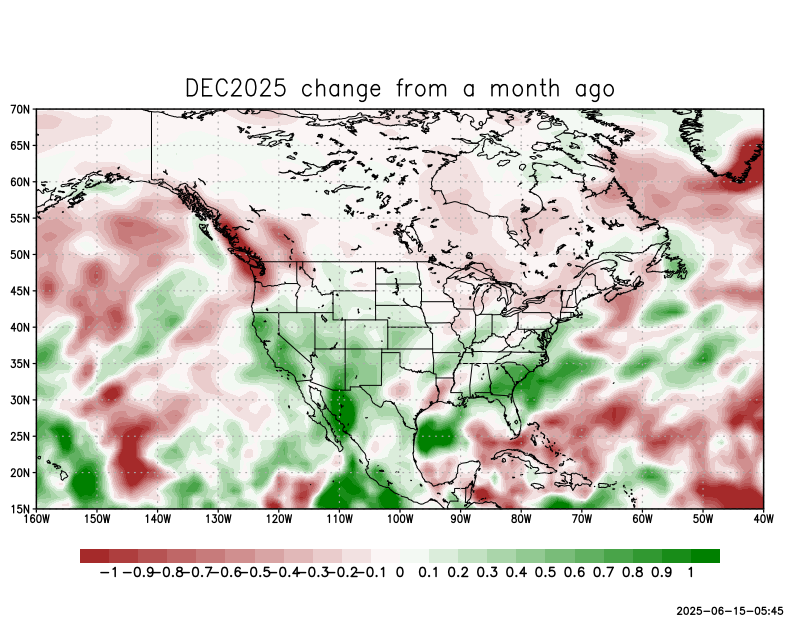 DEC2025 change from a month ago
70N
65N
60N
55N
50N
45N
40N
35N
30N
25N
20N
15N
160W 150W 140W 130W 120W 110W 100W 90W 80W 70W 60W 50W 40W
-1 -0.9 -0.8 -0.7 -0.6 -0.5 -0.4 -0.3 -0.2 -0.1 0 0.1 0.2 0.3 0.4 0.5 0.6 0.7 0.8 0.9 1
2025-06-15-05:45